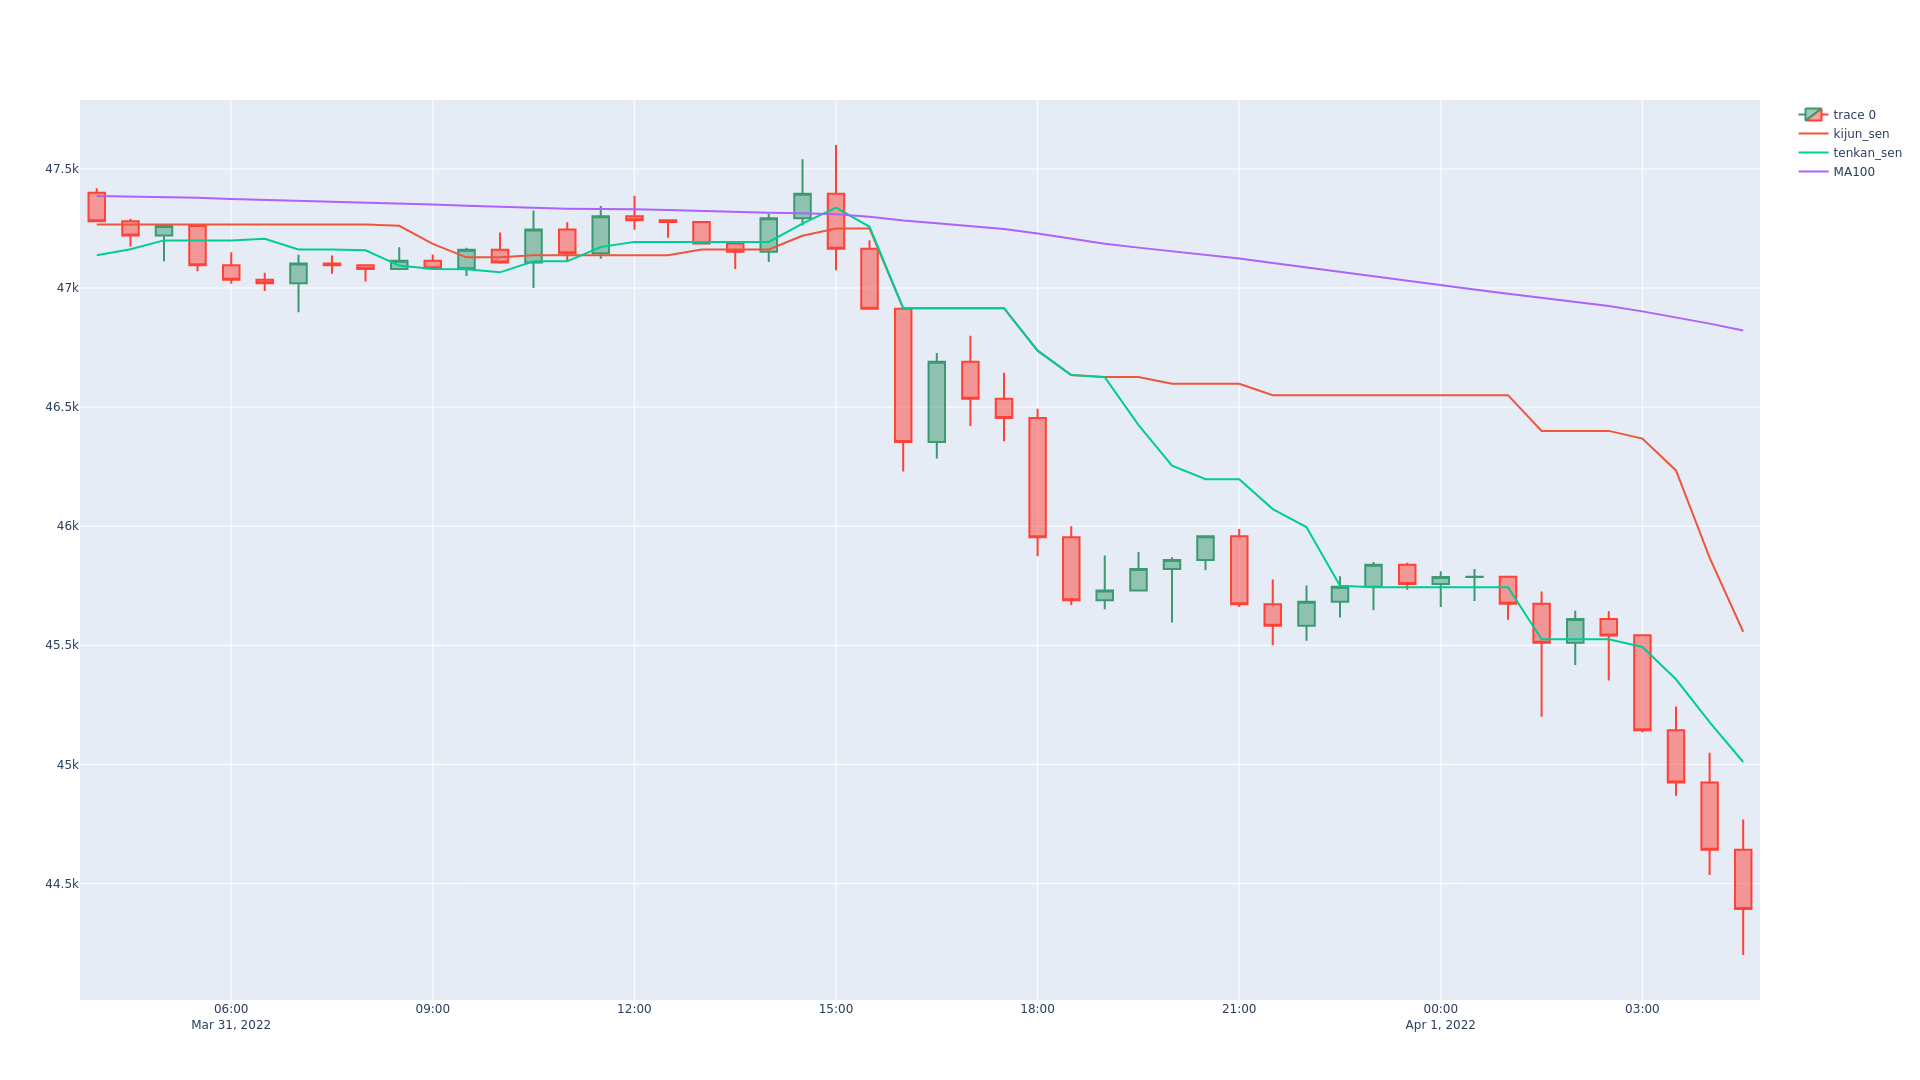 trace 0
kijun_sen
tenkan_sen
MA100
47.5k
47k
46.5k
46k
45.5k
45k
44.5k
06:00 09:00 12:00 15:00 18:00 21:00 00:00 03:00
Mar 31, 2022 Apr 1, 2022